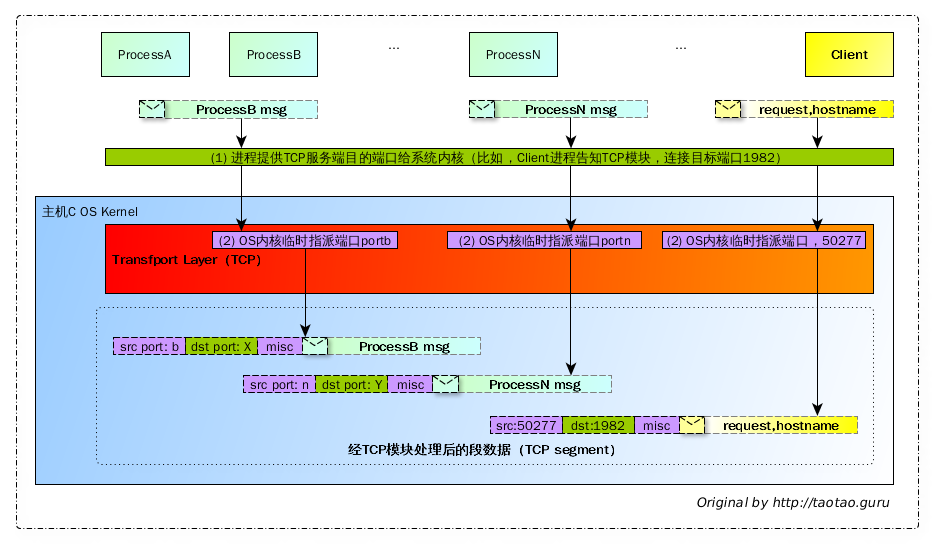 ProcessA
ProcessB
...
ProcessN
...
Client
ProcessB msg
ProcessN msg
request,hostname
(1) 进程提供TCP服务端目的端口给系统内核（比如，Client进程告知TCP模块，连接目标端口1982）
主机C OS Kernel
(2) OS内核临时指派端口portb
(2) OS内核临时指派端口portn
(2) OS内核临时指派端口，50277
Transfport Layer（TCP）
src port: b
dst port: X
misc
ProcessB msg
src port: n
dst port: Y
misc
ProcessN msg
src:50277
dst:1982
misc
request,hostname
经TCP模块处理后的段数据（TCP segment）
Original by http://taotao.guru